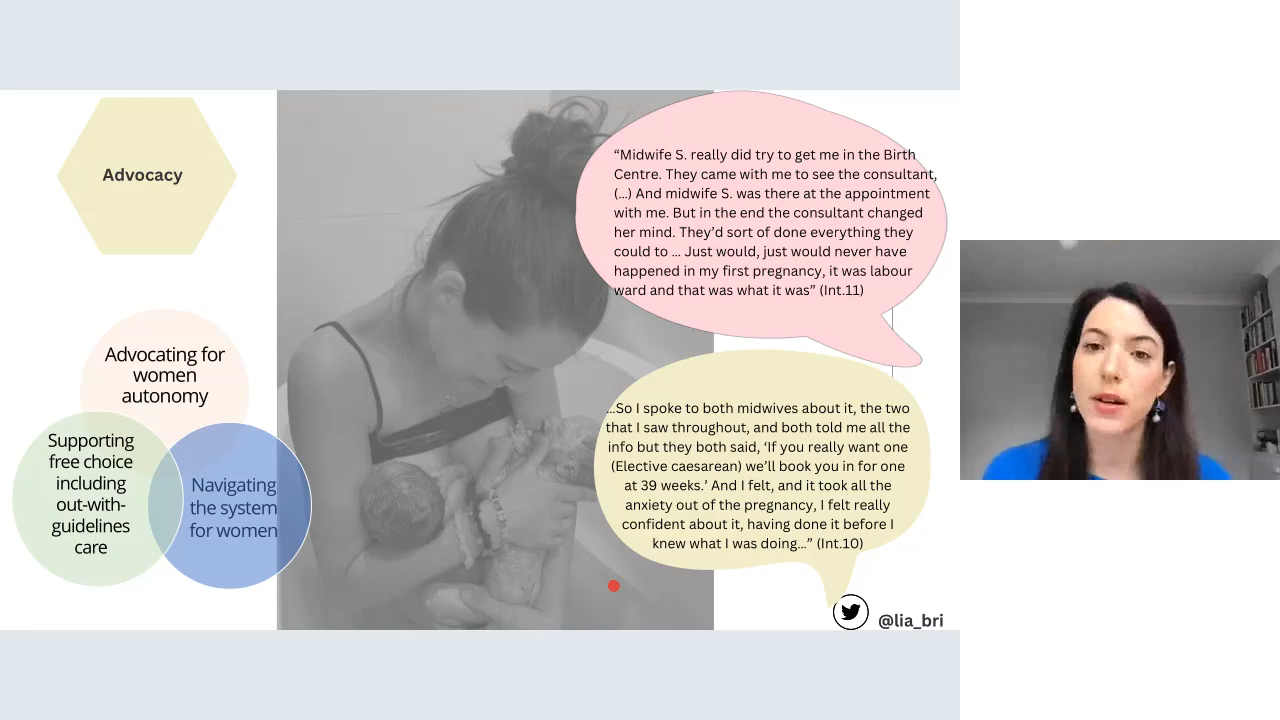 Advocacy
Advocating for
women
autonomy
Supporting
free choice
including
out-with-
guidelines
care
Navigating
the system
for women
“Midwife S. really did try to get me in the Birth
Centre. They came with me to see the consultant,
(...) And midwife S. was there at the appointment
with me. But in the end the consultant changed
her mind. They’d sort of done everything they
could to ... Just would, just would never have
happened in my first pregnancy, it was labour
ward and that was what it was” (Int.11)
...So I spoke to both midwives about it, the two
that I saw throughout, and both told me all the
info but they both said, ‘If you really want one
(Elective caesarean) we’ll book you in for one
at 39 weeks.’ And I felt, and it took all the
anxiety out of the pregnancy, I felt really
confident about it, having done it before I
knew what I was doing...” (Int.10)
@lia_bri